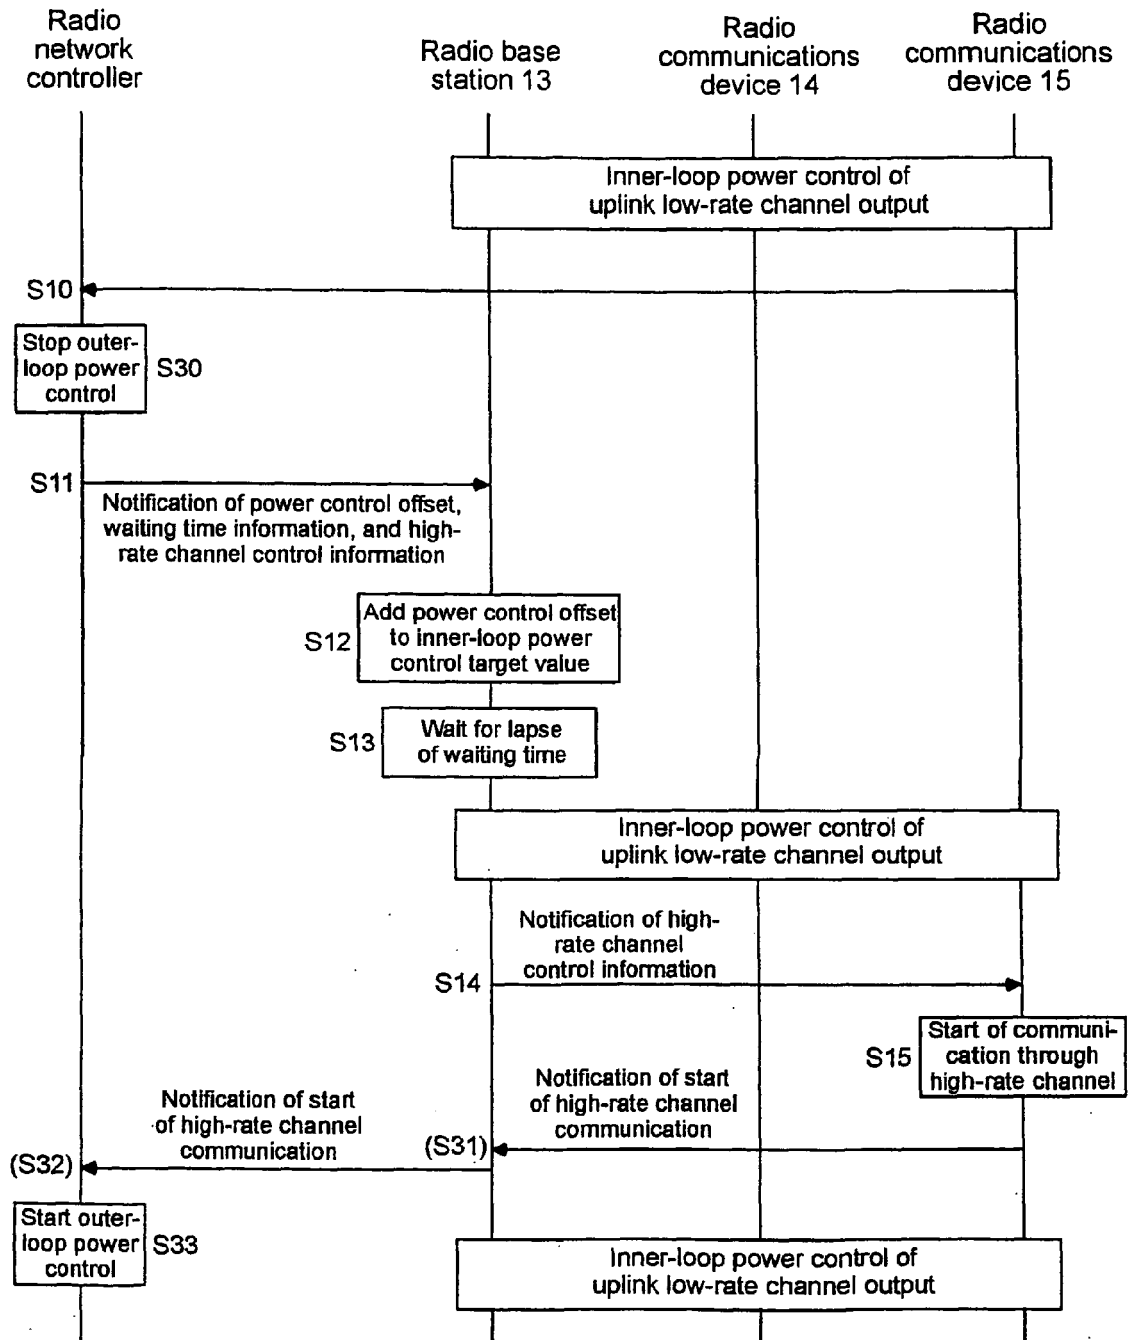 Radio
network
controller
Radio base
station 13
Radio
communications
device 14
Radio
communications
device 15
Inner-loop power control of
uplink low-rate channel output
S10
Stop outer-
loop power
control
S30
S11
Notification of power control offset,
waiting time information, and high-
rate channel control information
S12
Add power control offset
to inner-loop power
control target value
S13
Wait for lapse
of waiting time
Inner-loop power control of
uplink low-rate channel output
Notification of high-
rate channel
control information
S14
S15
Start of communi-
cation through
high-rate channel
Notification of start
of high-rate channel
communication
(S31)
Notification of start
of high-rate channel
communication
(S32)
Start outer-
loop power
control
S33
Inner-loop power control of
uplink low-rate channel output